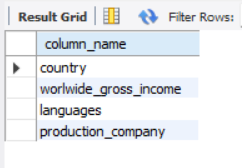 Result Grid Filter Rows:
column_name
country
worlwide_gross_income
languages
production_company